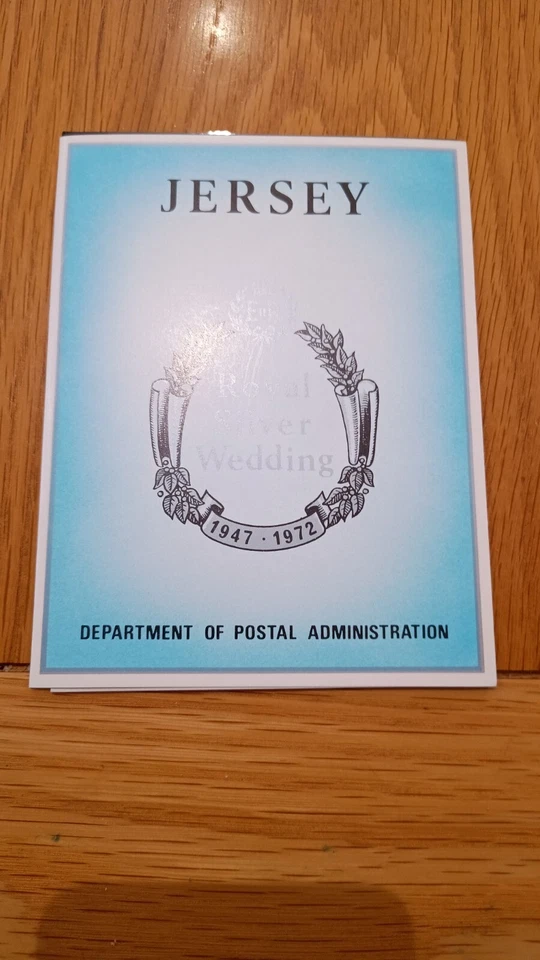 JERSEY
Royal
Silver
Wedding
1947 · 1972
DEPARTMENT OF POSTAL ADMINISTRATION